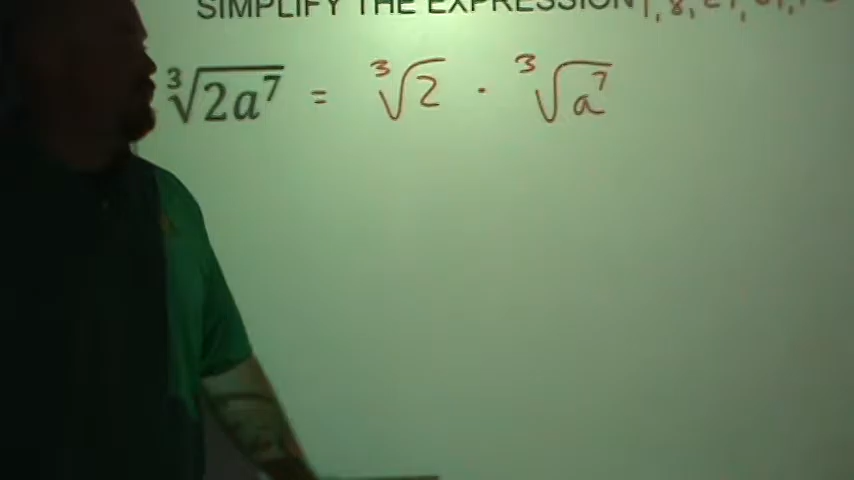 SIMPLIFY THE EXPRESSION 1, 8,
∛2a⁷ = ∛2 · ∛a⁷